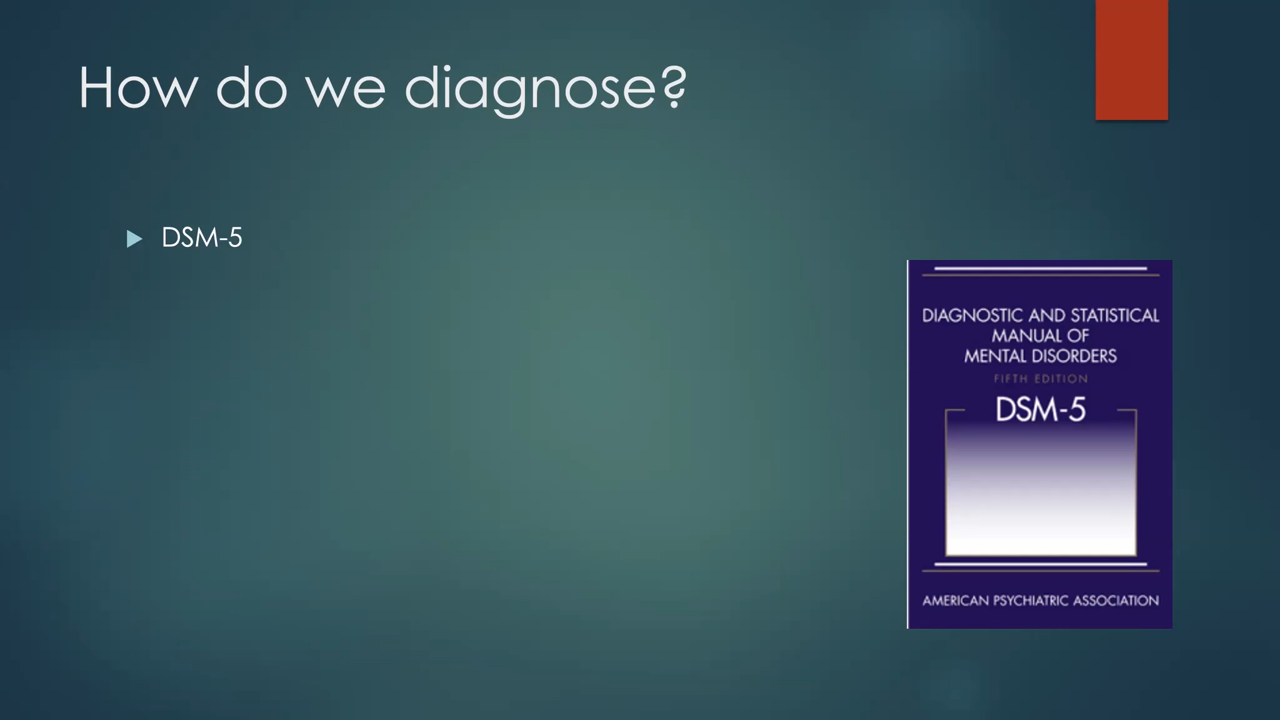 How do we diagnose?
DSM-5
DIAGNOSTIC AND STATISTICAL
MANUAL OF
MENTAL DISORDERS
FIFTH EDITION
DSM-5
AMERICAN PSYCHIATRIC ASSOCIATION